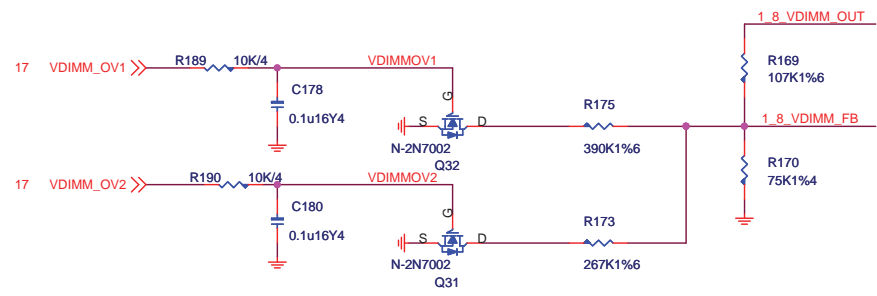 1_8_VDIMM_OUT
17 VDIMM_OV1 R189 10K/4 VDIMMOV1
R169
107K1%6
C178
0.1u16Y4
G
S D
R175
1_8_VDIMM_FB
N-2N7002
390K1%6
Q32
R170
75K1%4
17 VDIMM_OV2 R190 10K/4 VDIMMOV2
C180
0.1u16Y4
G
S D
R173
N-2N7002
267K1%6
Q31